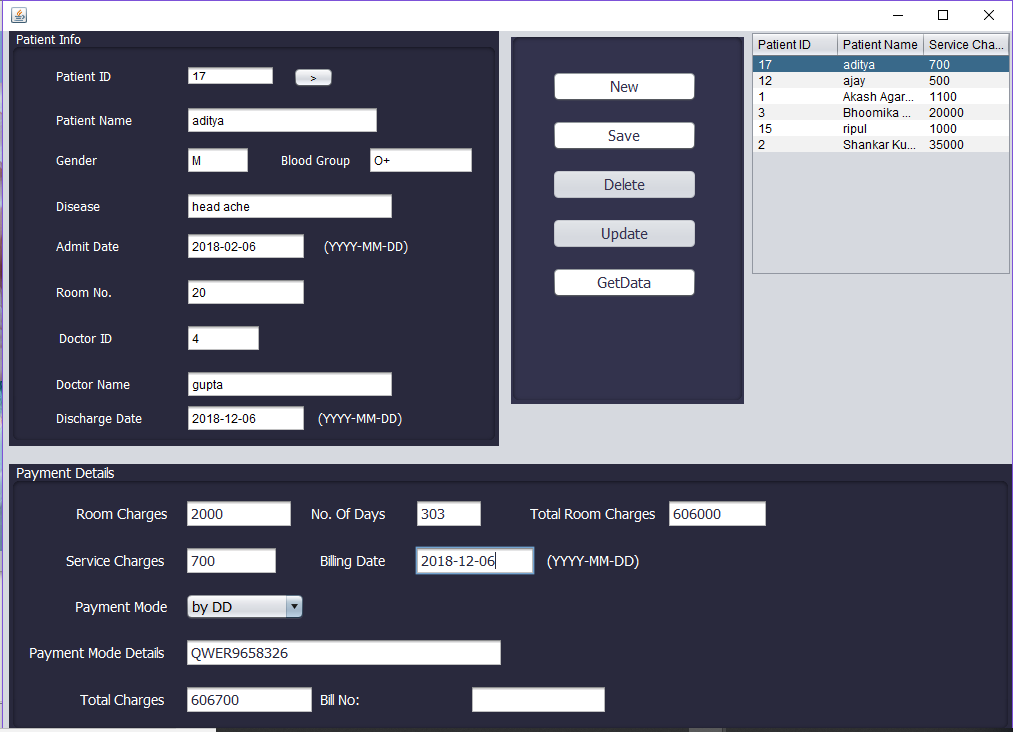 Patient Info
Patient ID 17 >
Patient Name aditya
Gender M Blood Group O+
Disease head ache
Admit Date 2018-02-06 (YYYY-MM-DD)
Room No. 20
Doctor ID 4
Doctor Name gupta
Discharge Date 2018-12-06 (YYYY-MM-DD)
New
Save
Delete
Update
GetData
Patient ID Patient Name Service Cha...
17 aditya 700
12 ajay 500
1 Akash Agar... 1100
3 Bhoomika ... 20000
15 ripul 1000
2 Shankar Ku... 35000
Payment Details
Room Charges 2000 No. Of Days 303 Total Room Charges 606000
Service Charges 700 Billing Date 2018-12-06 (YYYY-MM-DD)
Payment Mode by DD
Payment Mode Details QWER9658326
Total Charges 606700 Bill No: